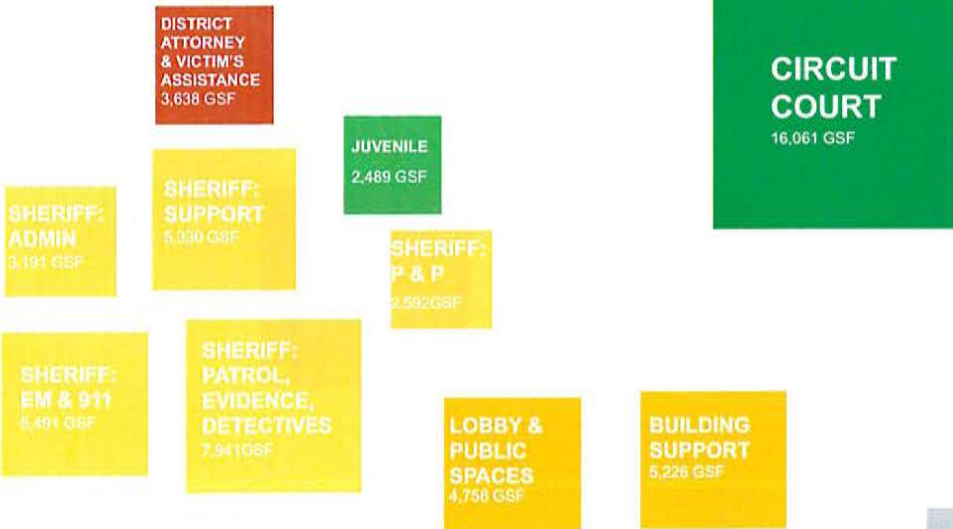 DISTRICT
ATTORNEY
& VICTIM'S
ASSISTANCE
3,638 GSF
CIRCUIT
COURT
16,061 GSF
JUVENILE
2,489 GSF
SHERIFF:
SUPPORT
5,330 GSF
SHERIFF:
ADMIN
3,191 GSF
SHERIFF:
P & P
2,592GSF
SHERIFF:
EM & 911
5,491 GSF
SHERIFF:
PATROL,
EVIDENCE,
DETECTIVES
7,941GSF
LOBBY &
PUBLIC
SPACES
4,758 GSF
BUILDING
SUPPORT
5,226 GSF